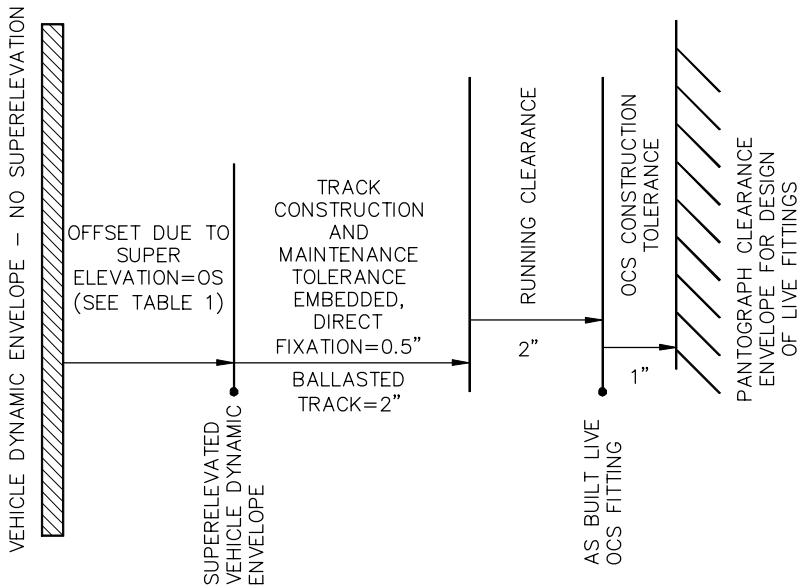 VEHICLE DYNAMIC ENVELOPE – NO SUPERELEVATION
OFFSET DUE TO
SUPER
ELEVATION=OS
(SEE TABLE 1)
SUPERELEVATED
VEHICLE DYNAMIC
ENVELOPE
TRACK
CONSTRUCTION
AND
MAINTENANCE
TOLERANCE
EMBEDDED,
DIRECT
FIXATION=0.5”
BALLASTED
TRACK=2”
RUNNING CLEARANCE
2”
AS BUILT LIVE
OCS FITTING
OCS CONSTRUCTION
TOLERANCE
1”
PANTOGRAPH CLEARANCE
ENVELOPE FOR DESIGN
OF LIVE FITTINGS